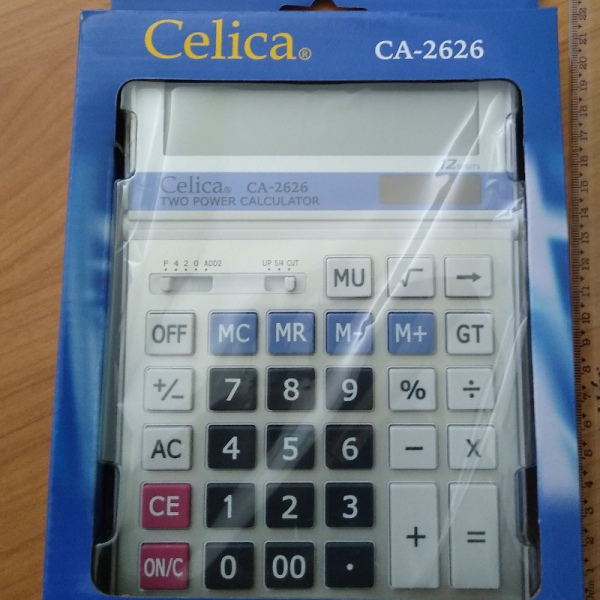 Celica®
CA-2626
12 DIGITS
Celica® CA-2626
TWO POWER CALCULATOR
F 4 2 0 ADD2 UP 5/4 CUT
MU √ →
OFF MC MR M- M+ GT
+/- 7 8 9 % ÷
AC 4 5 6 − X
CE 1 2 3
+ =
ON/C 0 00 .